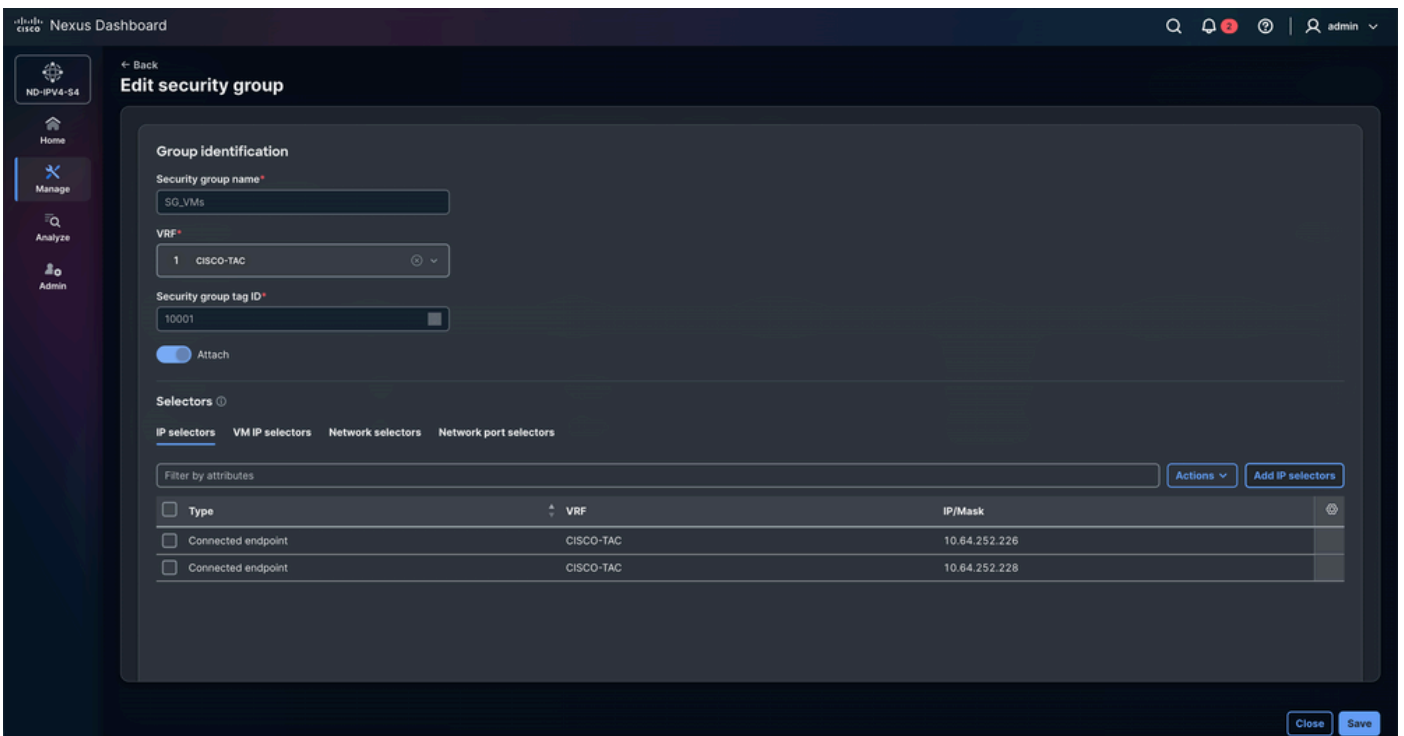 cisco Nexus Dashboard
2
admin
ND-IPV4-S4
Home
Manage
Analyze
Admin
← Back
Edit security group
Group identification
Security group name*
SG_VMs
VRF*
1 CISCO-TAC
Security group tag ID*
10001
Attach
Selectors
IP selectors VM IP selectors Network selectors Network port selectors
Filter by attributes
Actions
Add IP selectors
Type VRF IP/Mask
Connected endpoint CISCO-TAC 10.64.252.226
Connected endpoint CISCO-TAC 10.64.252.228
Close Save